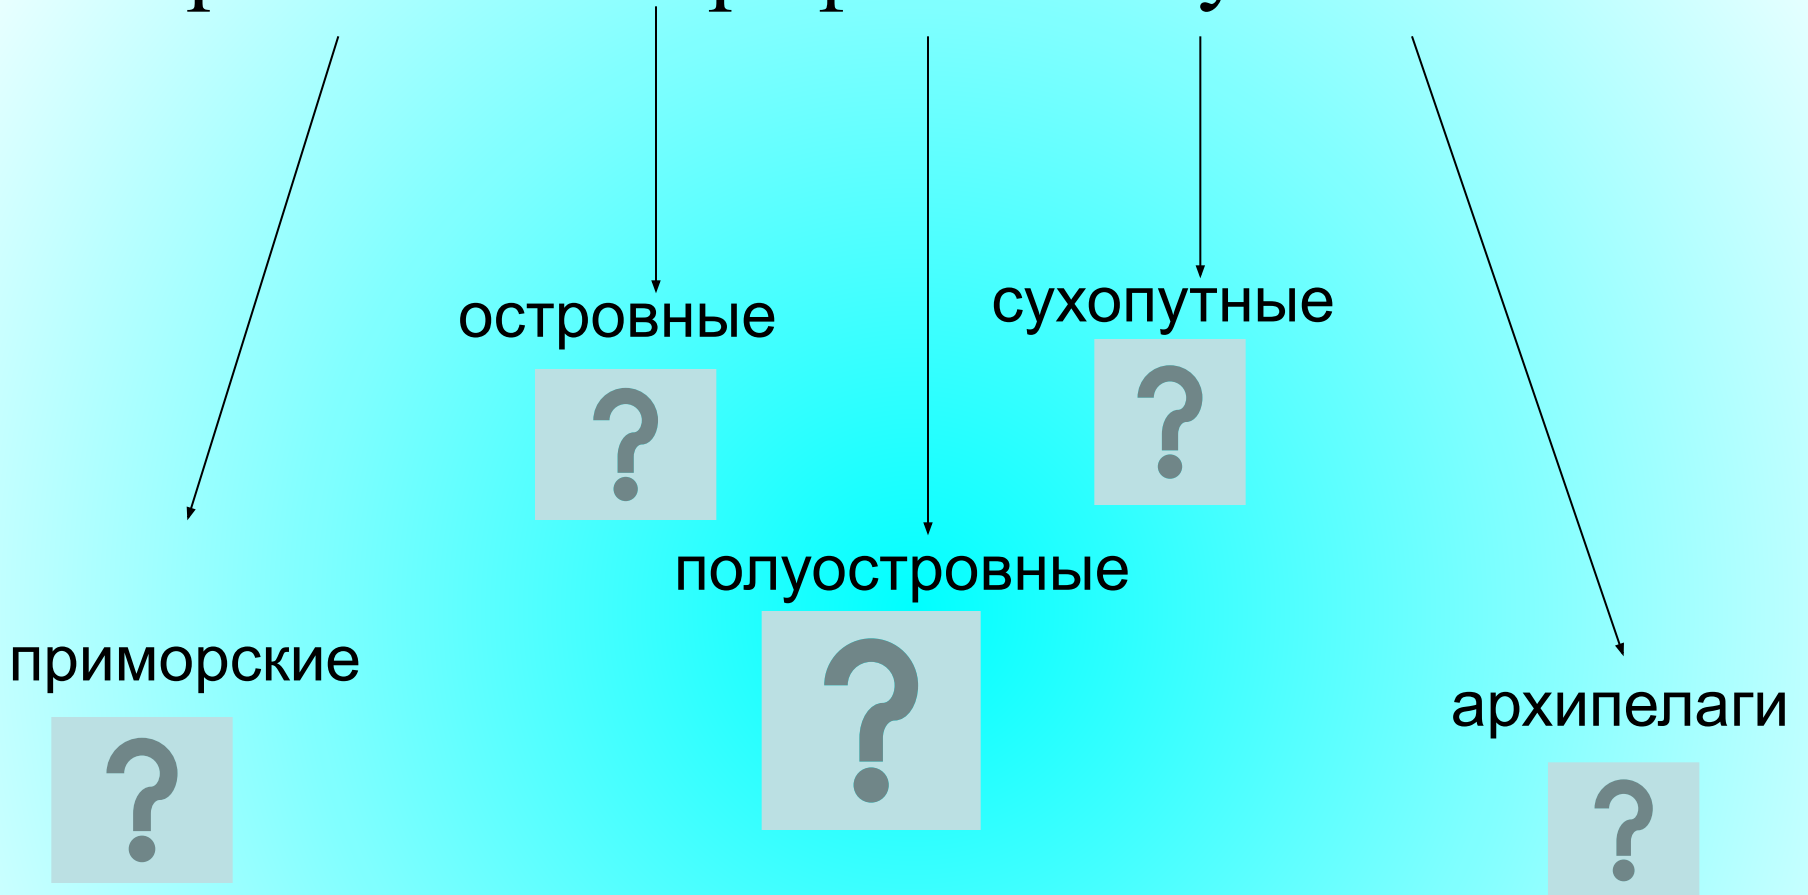 островные
сухопутные
полуостровные
приморские
архипелаги